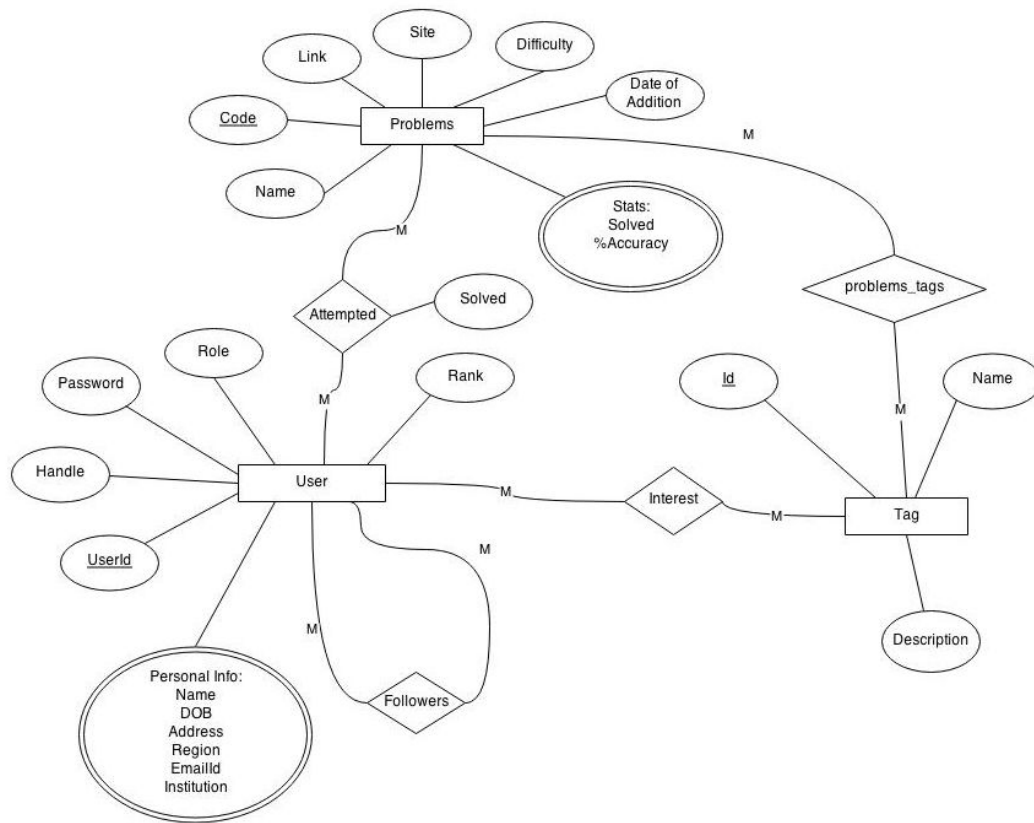 Site
Difficulty
Link
Date of
Addition
Code
Problems
M
Name
Stats:
Solved
%Accuracy
M
problems_tags
Attempted
Solved
Role
Rank
Id
Name
Password
M
M
Handle
User
M
Interest
M
Tag
UserId
M
M
Description
Personal Info:
Name
DOB
Address
Region
EmailId
Institution
Followers